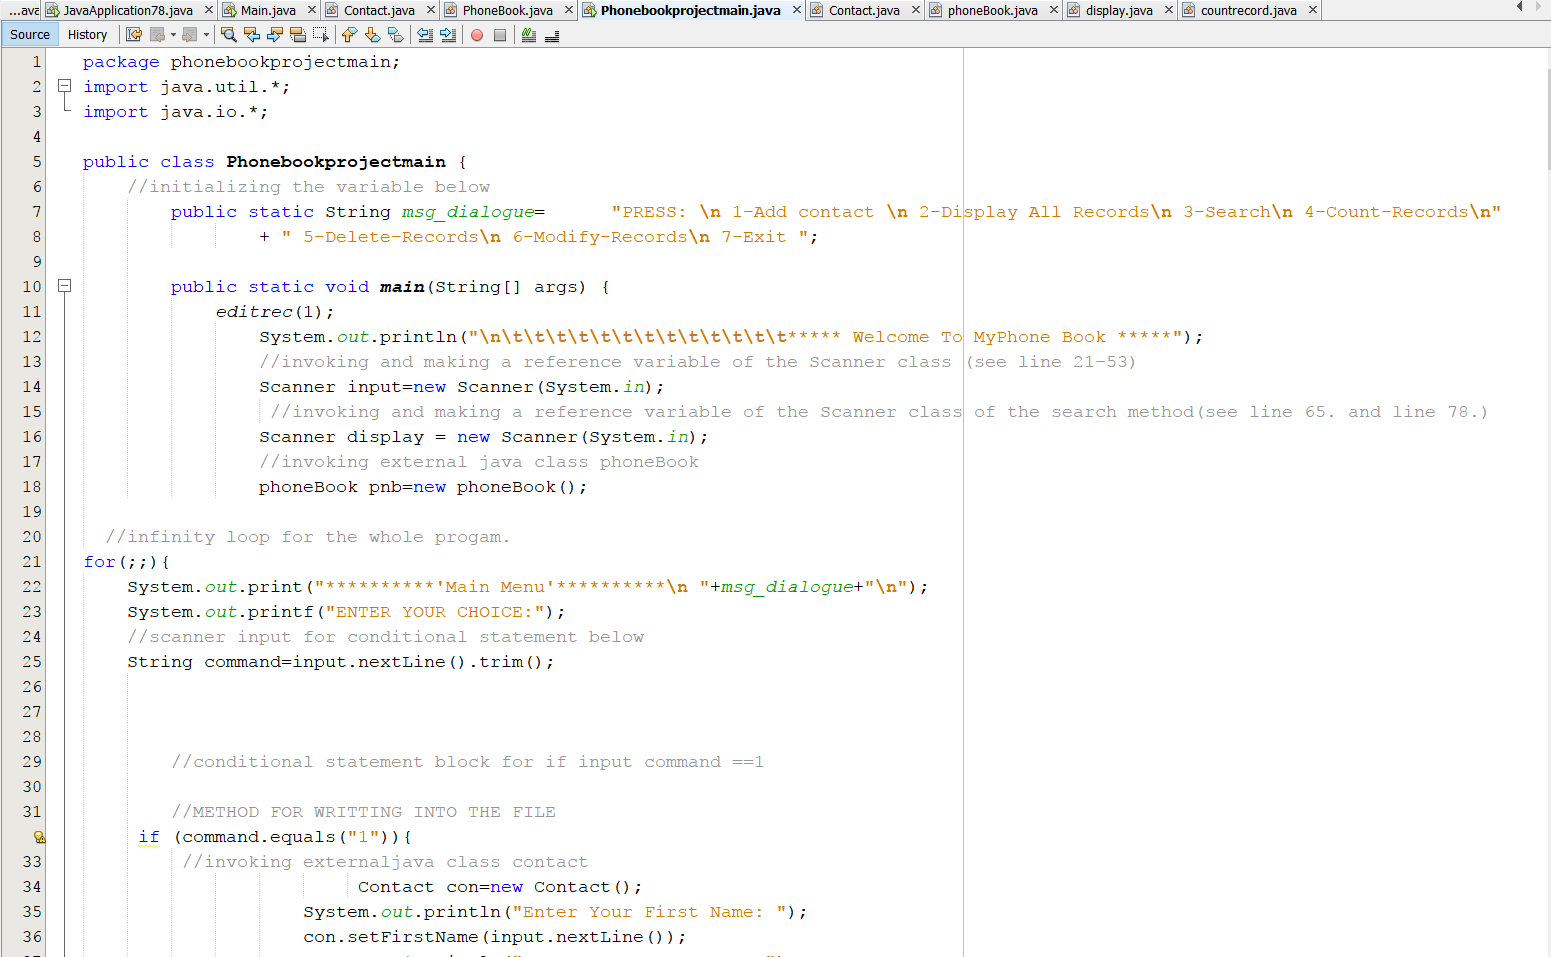 ...ava JavaApplication78.java Main.java Contact.java PhoneBook.java Phonebookprojectmain.java Contact.java phoneBook.java display.java countrecord.java
Source History
1 package phonebookprojectmain;
2 import java.util.*;
3 import java.io.*;
4
5 public class Phonebookprojectmain {
6 //initializing the variable below
7 public static String msg_dialogue= "PRESS: \n 1-Add contact \n 2-Display All Records\n 3-Search\n 4-Count-Records\n"
8 + " 5-Delete-Records\n 6-Modify-Records\n 7-Exit ";
9
10 public static void main(String[] args) {
11 editrec(1);
12 System.out.println("\n\t\t\t\t\t\t\t\t\t\t\t\t\t***** Welcome To MyPhone Book *****");
13 //invoking and making a reference variable of the Scanner class (see line 21-53)
14 Scanner input=new Scanner(System.in);
15 //invoking and making a reference variable of the Scanner class of the search method(see line 65. and line 78.)
16 Scanner display = new Scanner(System.in);
17 //invoking external java class phoneBook
18 phoneBook pnb=new phoneBook();
19
20 //infinity loop for the whole progam.
21 for(;;){
22 System.out.print("**********'Main Menu'**********\n "+msg_dialogue+"\n");
23 System.out.printf("ENTER YOUR CHOICE:");
24 //scanner input for conditional statement below
25 String command=input.nextLine().trim();
26
27
28
29 //conditional statement block for if input command ==1
30
31 //METHOD FOR WRITTING INTO THE FILE
if (command.equals("1")){
33 //invoking externaljava class contact
34 Contact con=new Contact();
35 System.out.println("Enter Your First Name: ");
36 con.setFirstName(input.nextLine());